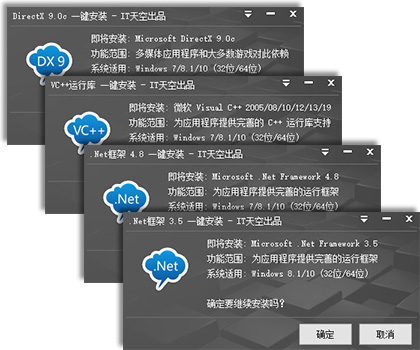 DirectX 9.0c 一键安装 - IT天空出品
DX 9
即将安装: Microsoft DirectX 9.0c
功能范围: 多媒体应用程序和大多数游戏对此依赖
系统适用: Windows 7/8.1/10 (32位/64位)
VC++运行库 一键安装 - IT天空出品
VC++
即将安装: 微软 Visual C++ 2005/08/10/12/13/19
功能范围: 为应用程序提供完善的 C++ 运行库支持
系统适用: Windows 7/8.1/10 (32位/64位)
.Net框架 4.8 一键安装 - IT天空出品
.Net
即将安装: Microsoft .Net Framework 4.8
功能范围: 为应用程序提供完善的运行框架
系统适用: Windows 7/8.1/10 (32位/64位)
.Net框架 3.5 一键安装 - IT天空出品
.Net
即将安装: Microsoft .Net Framework 3.5
功能范围: 为应用程序提供完善的运行框架
系统适用: Windows 8.1/10 (32位/64位)
确定要继续安装吗?
确定
取消